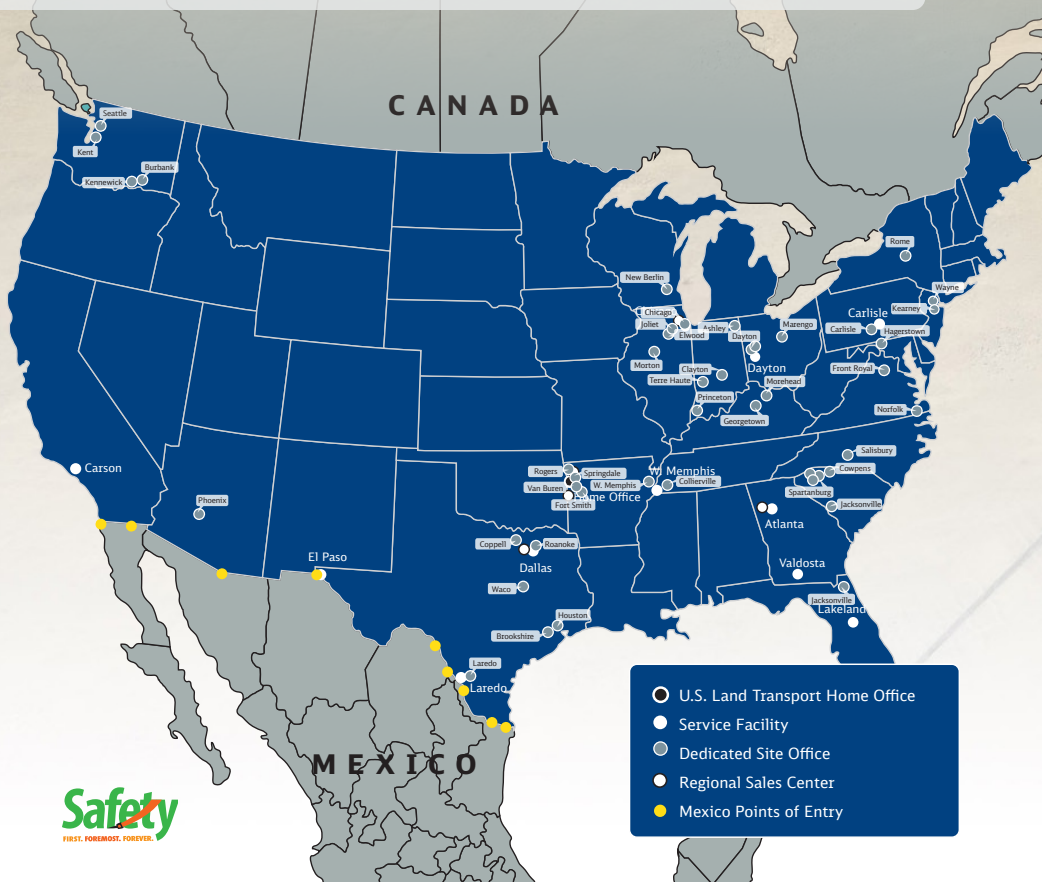 CANADA
Seattle
Kent
Burbank
Kennewick
Rome
New Berlin
Wayne
Kearney
Chicago
Carlisle
Joliet
Elwood
Ashley
Marengo
Carlisle
Hagerstown
Dayton
Dayton
Morton
Clayton
Front Royal
Terre Haute
Morehead
Princeton
Norfolk
Georgetown
Salisbury
Carson
Rogers
Springdale
W. Memphis
Cowpens
Van Buren
W. Memphis
Collierville
Home Office
Spartanburg
Phoenix
Fort Smith
Jacksonville
Atlanta
Coppell
Roanoke
El Paso
Dallas
Valdosta
Waco
Jacksonville
Lakeland
Houston
Brookshire
Laredo
Laredo
MEXICO
U.S. Land Transport Home Office
Service Facility
Dedicated Site Office
Regional Sales Center
Mexico Points of Entry
Safety
FIRST. FOREMOST. FOREVER.